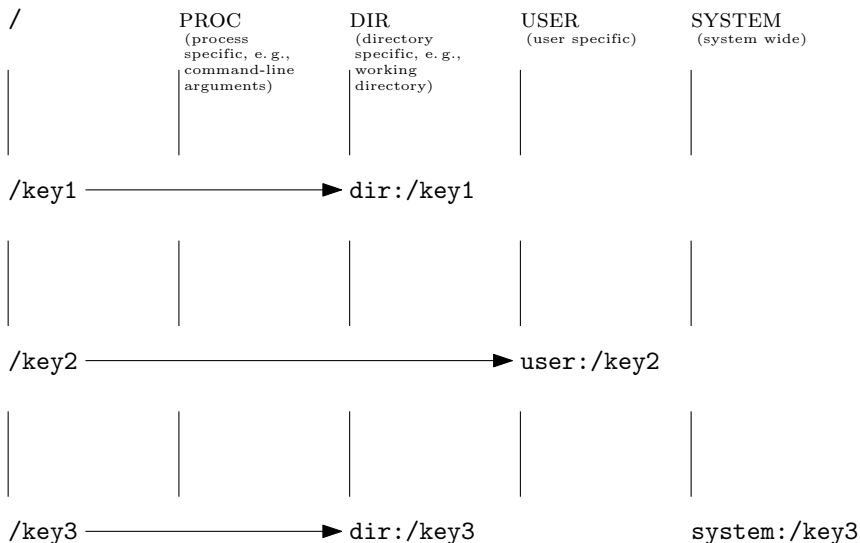 /
PROC
(process
specific, e. g.,
command-line
arguments)
DIR
(directory
specific, e. g.,
working
directory)
USER
(user specific)
SYSTEM
(system wide)
/key1 dir:/key1
/key2 user:/key2
/key3 dir:/key3 system:/key3